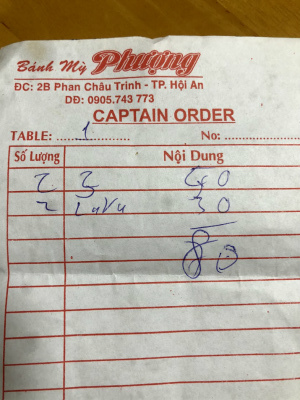 Bánh Mỳ Phượng
ĐC: 2B Phan Châu Trinh - TP. Hội An
DĐ: 0905.743 773
CAPTAIN ORDER
TABLE: 1 No:
Số Lượng Nội Dung
2 3 50
2 LaVu 30
80